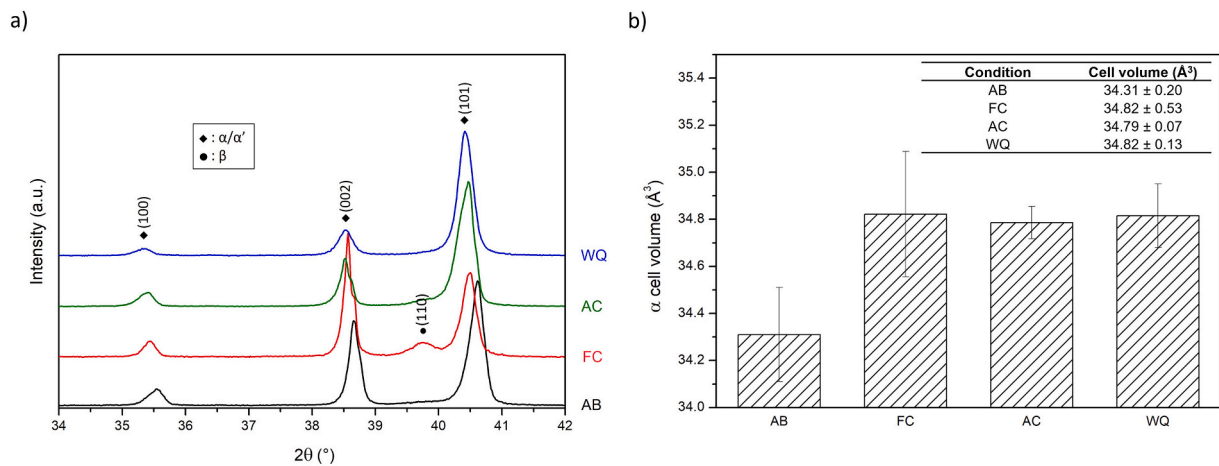 a)
b)
Intensity (a.u.)
◆: α/α’
●: β
◆(100)
◆(002)
●(110)
◆(101)
WQ
AC
FC
AB
34 35 36 37 38 39 40 41 42
2θ (°)
α cell volume (Å³)
35.4
35.2
35.0
34.8
34.6
34.4
34.2
34.0
Condition Cell volume (Å³)
AB 34.31 ± 0.20
FC 34.82 ± 0.53
AC 34.79 ± 0.07
WQ 34.82 ± 0.13
AB FC AC WQ